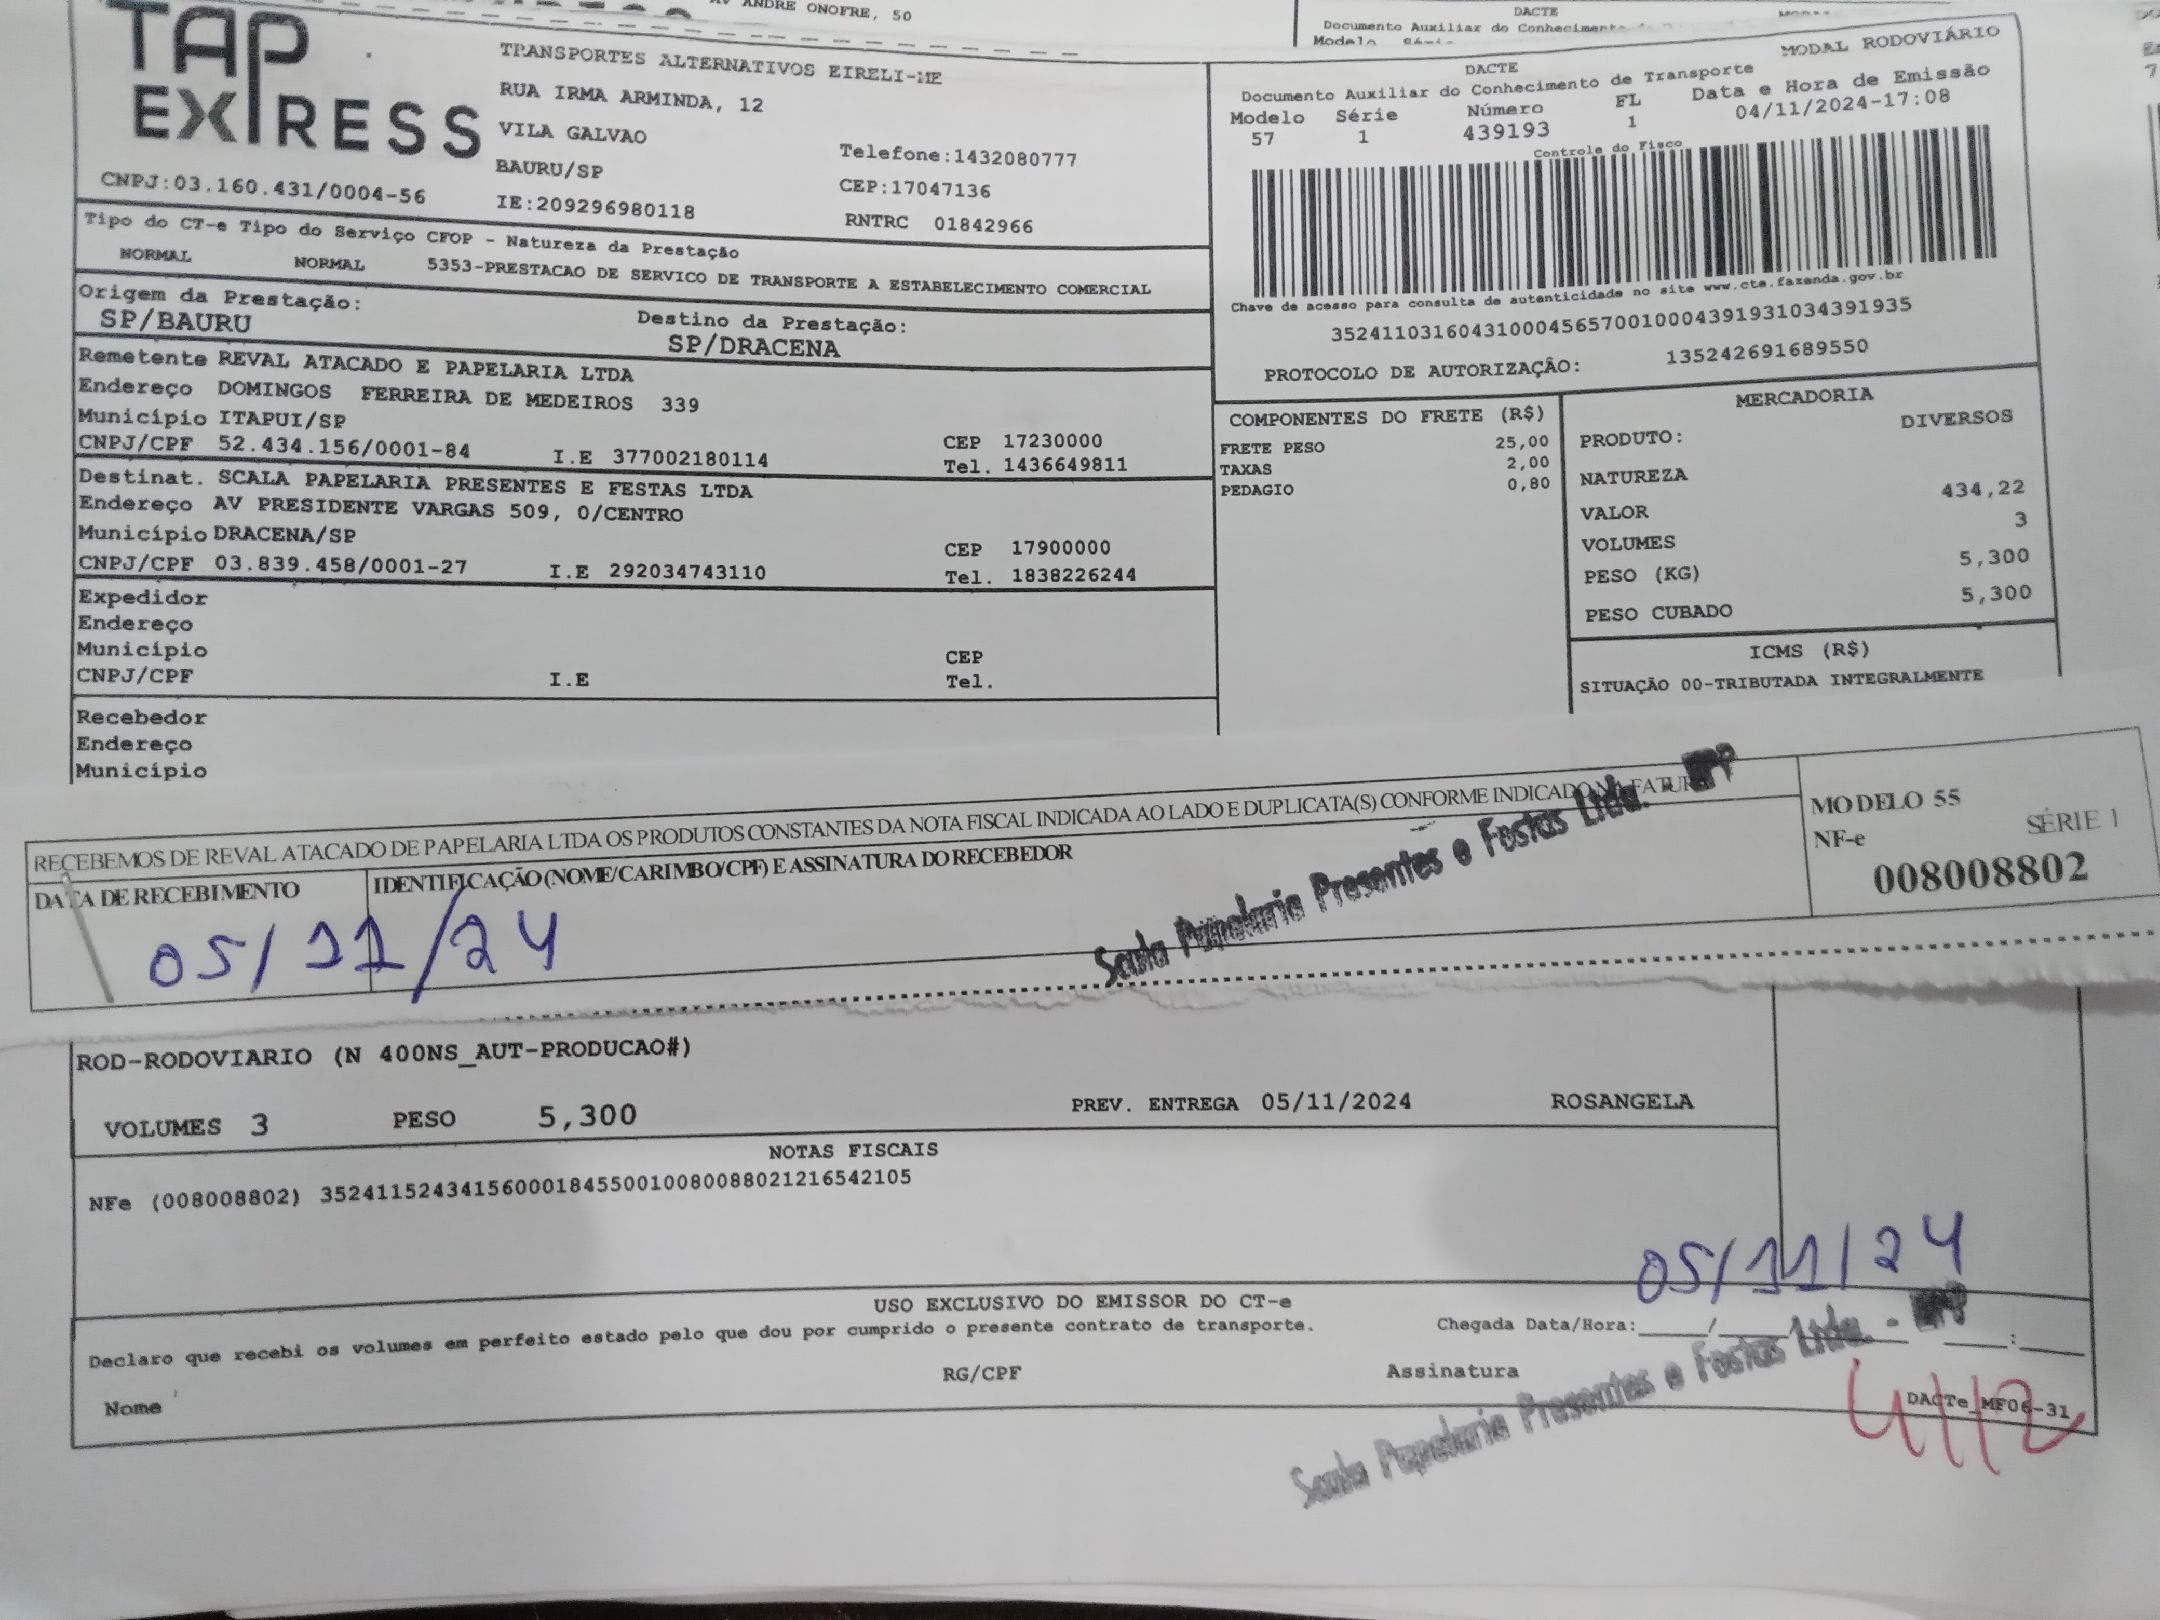 AV ANDRE ONOFRE, 50
DACTE
Documento Auxiliar do Conhecimento
Modelo Série
TAP
EXPRESS
TRANSPORTES ALTERNATIVOS EIRELI-ME
RUA IRMA ARMINDA, 12
VILA GALVAO
BAURU/SP
Telefone:1432080777
CEP:17047136
CNPJ:03.160.431/0004-56
IE:209296980118
RNTRC 01842966
DACTE
MODAL RODOVIÁRIO
Documento Auxiliar do Conhecimento de Transporte
Modelo Série Número FL Data e Hora de Emissão
57 1 439193 1 04/11/2024-17:08
Controle do Fisco
Chave de acesso para consulta de autenticidade no site www.cte.fazenda.gov.br
35241103160431000456570010004391931034391935
PROTOCOLO DE AUTORIZAÇÃO: 135242691689550
Tipo do CT-e Tipo do Serviço CFOP - Natureza da Prestação
NORMAL NORMAL 5353-PRESTACAO DE SERVICO DE TRANSPORTE A ESTABELECIMENTO COMERCIAL
Origem da Prestação: Destino da Prestação:
SP/BAURU SP/DRACENA
Remetente REVAL ATACADO E PAPELARIA LTDA
Endereço DOMINGOS FERREIRA DE MEDEIROS 339
Município ITAPUI/SP CEP 17230000
CNPJ/CPF 52.434.156/0001-84 I.E 377002180114 Tel. 1436649811
Destinat. SCALA PAPELARIA PRESENTES E FESTAS LTDA
Endereço AV PRESIDENTE VARGAS 509, 0/CENTRO
Município DRACENA/SP CEP 17900000
CNPJ/CPF 03.839.458/0001-27 I.E 292034743110 Tel. 1838226244
Expedidor
Endereço
Município CEP
CNPJ/CPF I.E Tel.
Recebedor
Endereço
Município
COMPONENTES DO FRETE (R$)
FRETE PESO 25,00
TAXAS 2,00
PEDAGIO 0,80
MERCADORIA
PRODUTO: DIVERSOS
NATUREZA
VALOR 434,22
VOLUMES 3
PESO (KG) 5,300
PESO CUBADO 5,300
ICMS (R$)
SITUAÇÃO 00-TRIBUTADA INTEGRALMENTE
RECEBEMOS DE REVAL ATACADO DE PAPELARIA LTDA OS PRODUTOS CONSTANTES DA NOTA FISCAL INDICADA AO LADO E DUPLICATA(S) CONFORME INDICADO NA FATURA
DATA DE RECEBIMENTO
IDENTIFICAÇÃO (NOME/CARIMBO/CPF) E ASSINATURA DO RECEBEDOR
05/11/24
Scala Papelaria Presentes e Festas Ltda. - EPP
MODELO 55
NF-e SÉRIE 1
008008802
ROD-RODOVIARIO (N 400NS_AUT-PRODUCAO#)
VOLUMES 3 PESO 5,300 PREV. ENTREGA 05/11/2024 ROSANGELA
NOTAS FISCAIS
NFe (008008802) 35241152434156000184550010080088021216542105
05/11/24
USO EXCLUSIVO DO EMISSOR DO CT-e
Declaro que recebi os volumes em perfeito estado pelo que dou por cumprido o presente contrato de transporte.
Chegada Data/Hora:
Nome RG/CPF Assinatura
Scala Papelaria Presentes e Festas Ltda. - EPP
DACTe_MF06-31
4/12